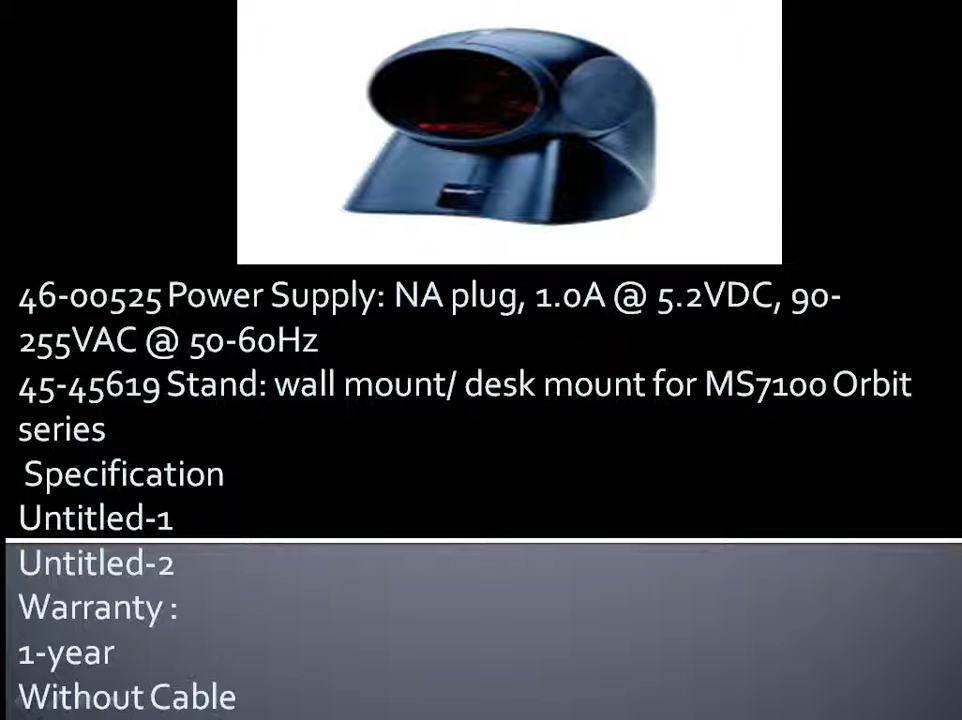 46-00525 Power Supply: NA plug, 1.0A @ 5.2VDC, 90-
255VAC @ 50-60Hz
45-45619 Stand: wall mount/ desk mount for MS7100 Orbit
series
Specification
Untitled-1
Untitled-2
Warranty :
1-year
Without Cable